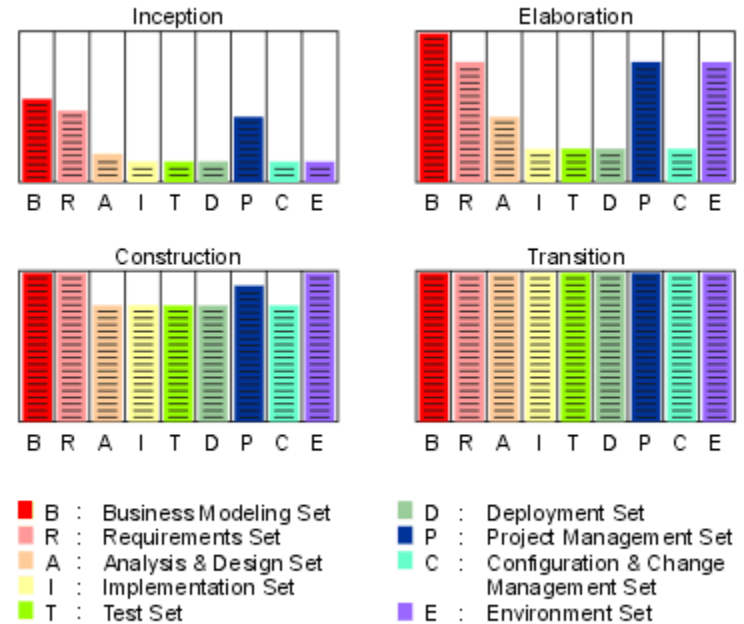 Inception
Elaboration
B R A I T D P C E
B R A I T D P C E
Construction
Transition
B R A I T D P C E
B R A I T D P C E
B : Business Modeling Set
R : Requirements Set
A : Analysis & Design Set
I : Implementation Set
T : Test Set
D : Deployment Set
P : Project Management Set
C : Configuration & Change
Management Set
E : Environment Set